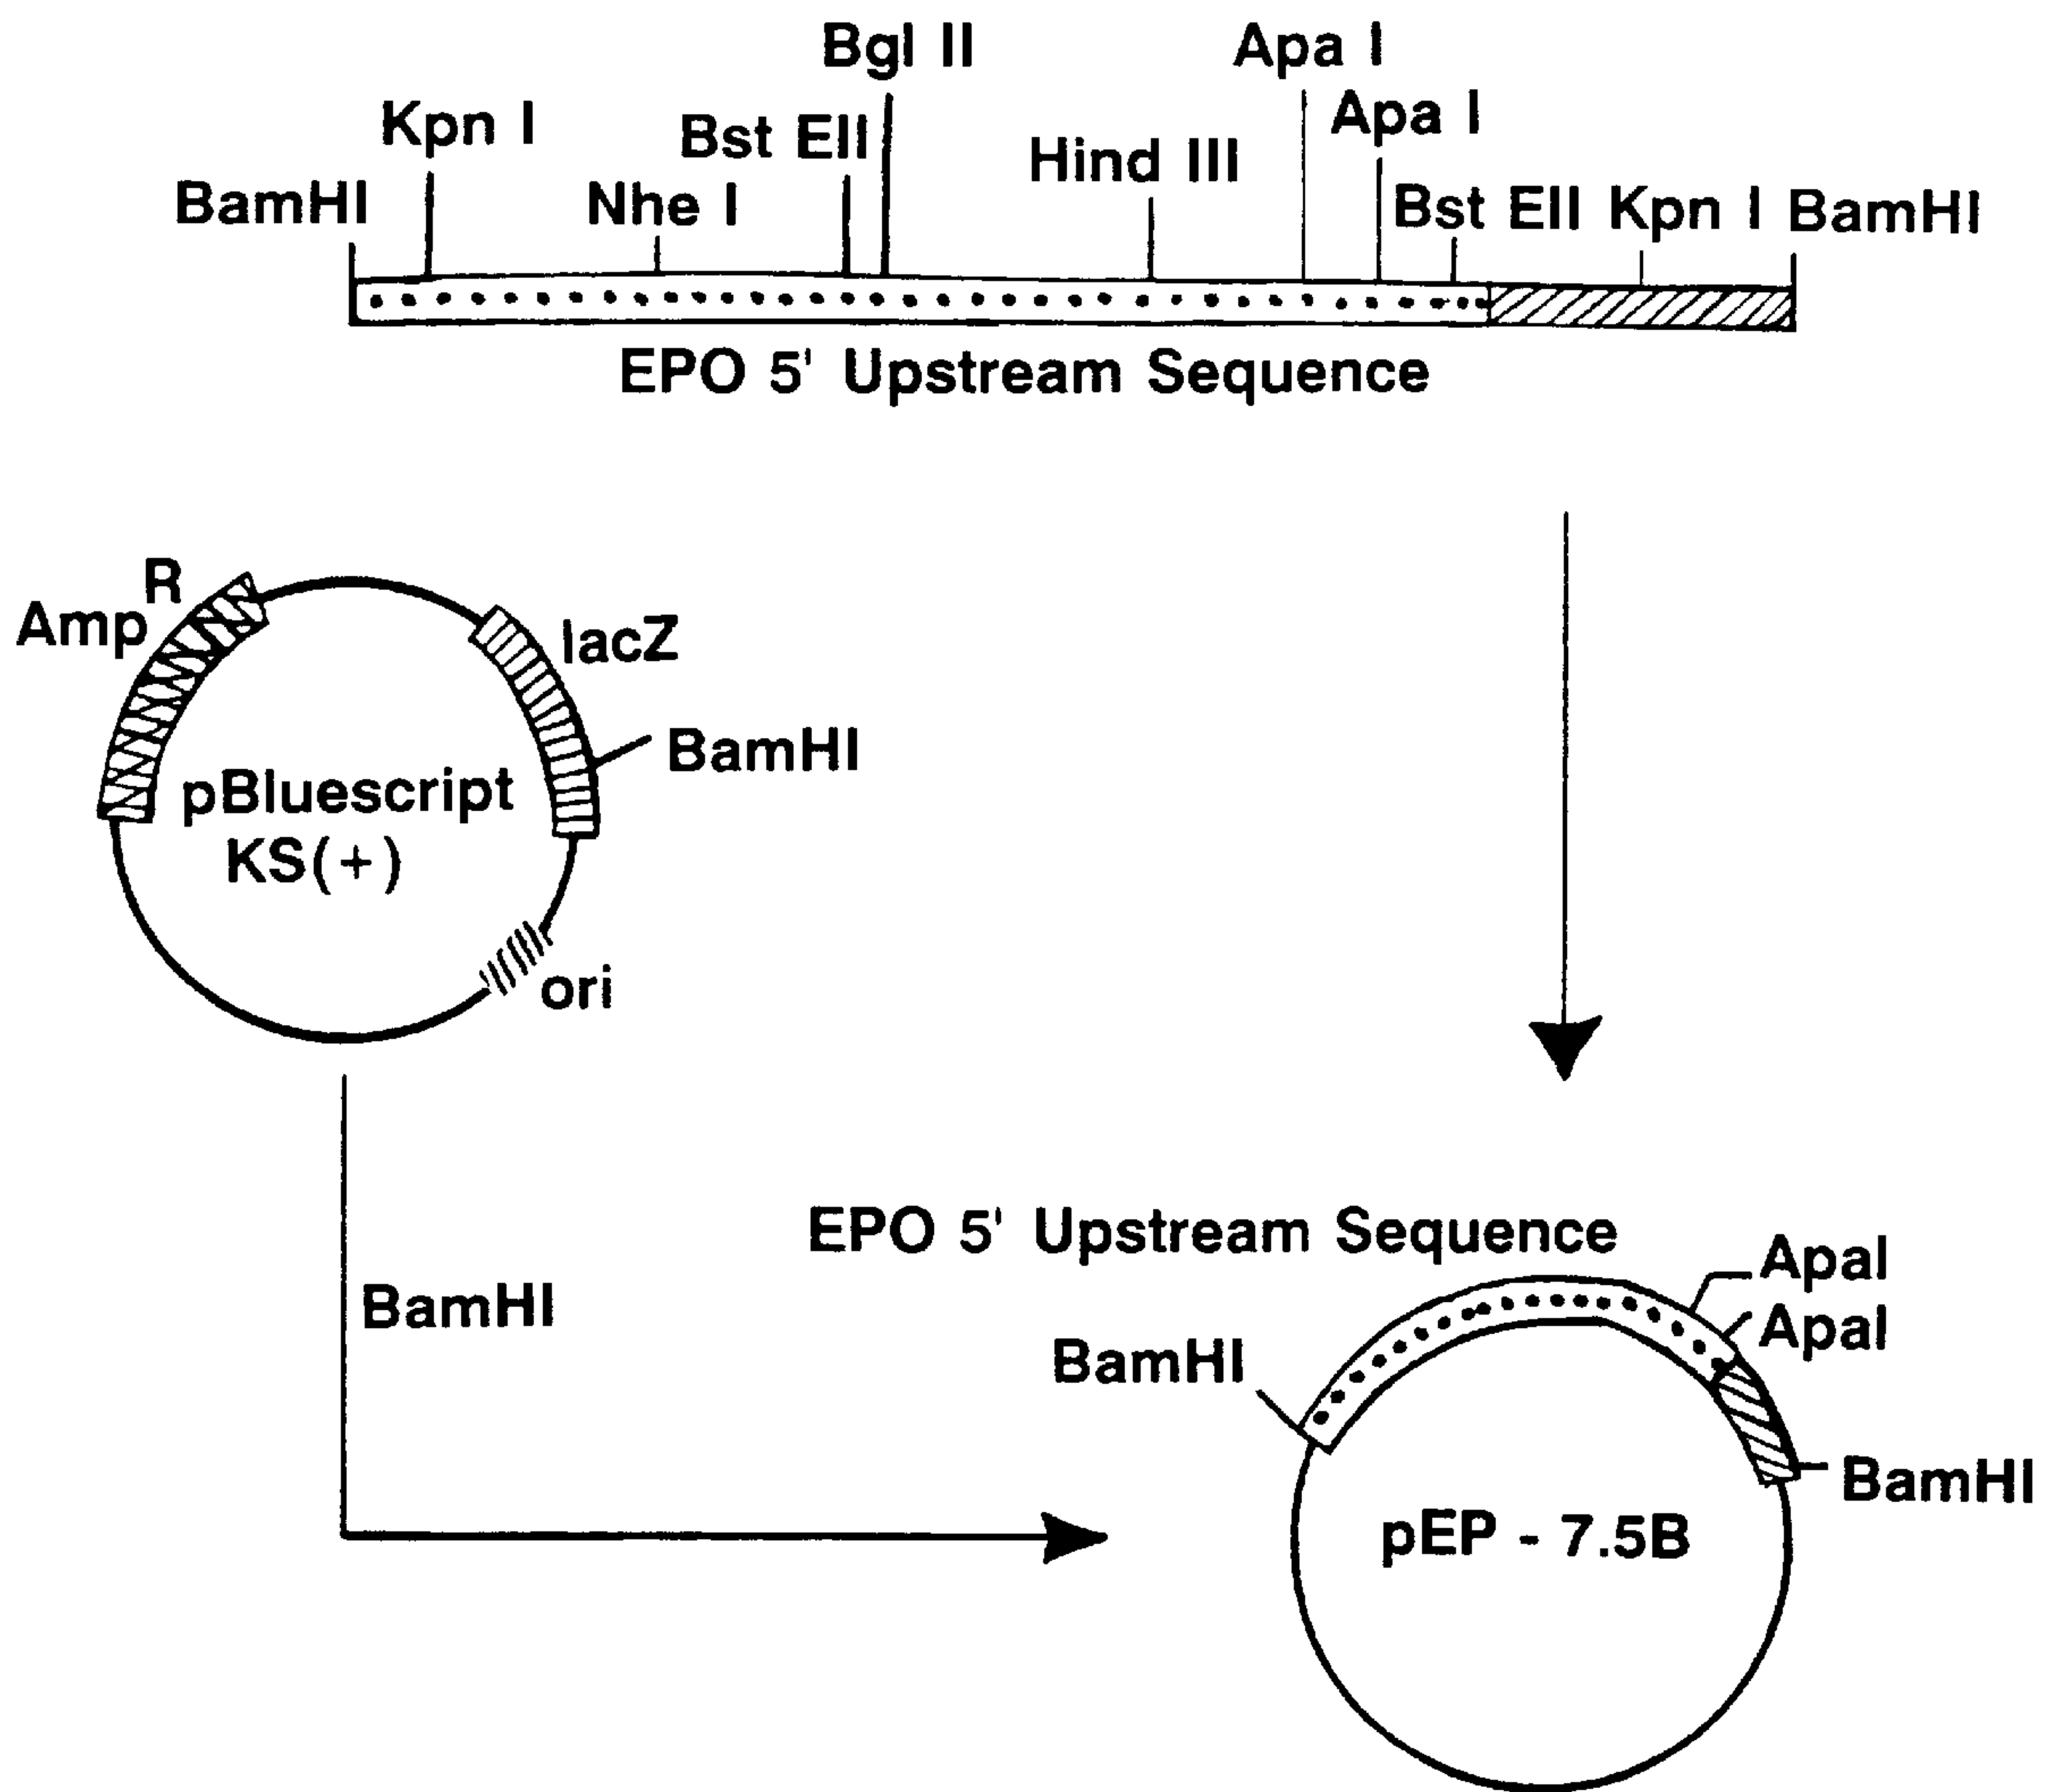 Bgl II
Apa I
Kpn I
Bst EII
Apa I
Hind III
BamHI
Nhe I
Bst EII
Kpn I
BamHI
EPO 5' Upstream Sequence
Amp R
lacZ
BamHI
pBluescript
KS(+)
ori
BamHI
EPO 5' Upstream Sequence
ApaI
ApaI
BamHI
BamHI
pEP - 7.5B